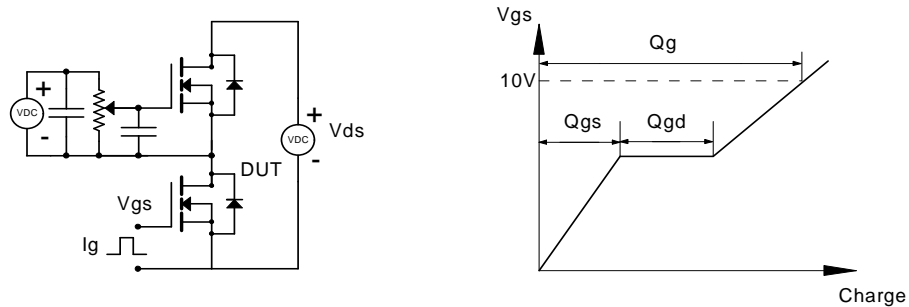 +
VDC
-
+
VDC
-
Vds
DUT
Vgs
Ig
Vgs
Qg
10V
Qgs
Qgd
Charge